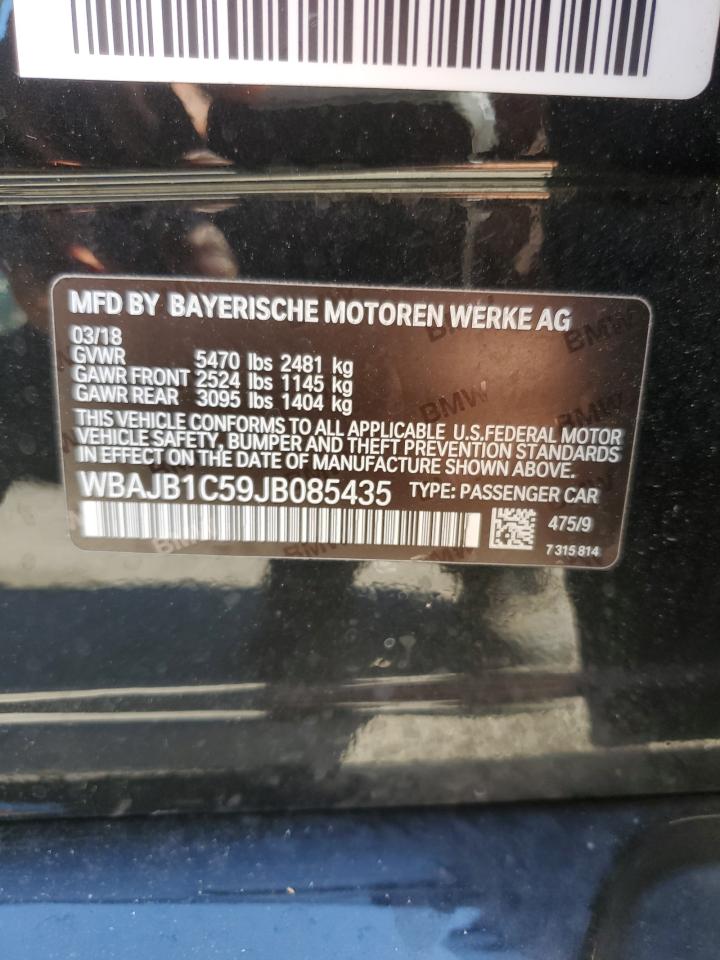 MFD BY BAYERISCHE MOTOREN WERKE AG
03/18
GVWR 5470 lbs 2481 kg
GAWR FRONT 2524 lbs 1145 kg
GAWR REAR 3095 lbs 1404 kg
THIS VEHICLE CONFORMS TO ALL APPLICABLE U.S.FEDERAL MOTOR
VEHICLE SAFETY, BUMPER AND THEFT PREVENTION STANDARDS
IN EFFECT ON THE DATE OF MANUFACTURE SHOWN ABOVE.
WBAJB1C59JB085435 TYPE: PASSENGER CAR
475/9
7 315 814